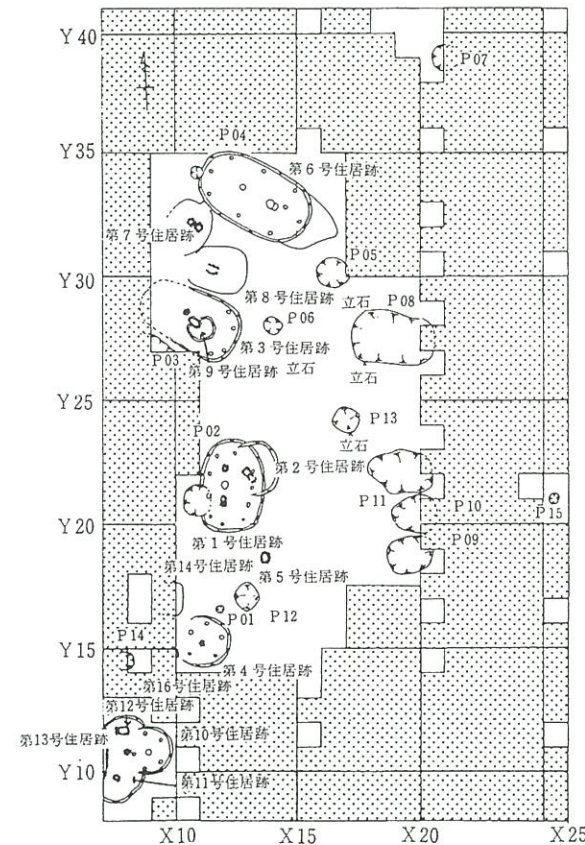 Y40
P07
Y35
P04
第6号住居跡
第7号住居跡
P05
Y30
第8号住居跡
立石
P08
P06
第3号住居跡
P03
立石
立石
第9号住居跡
Y25
P13
P02
立石
第2号住居跡
P11
P10
P15
Y20
第1号住居跡
P09
第14号住居跡
第5号住居跡
P01
P12
P14
Y15
第4号住居跡
第16号住居跡
第12号住居跡
第13号住居跡
第10号住居跡
Y10
第11号住居跡
X10
X15
X20
X25